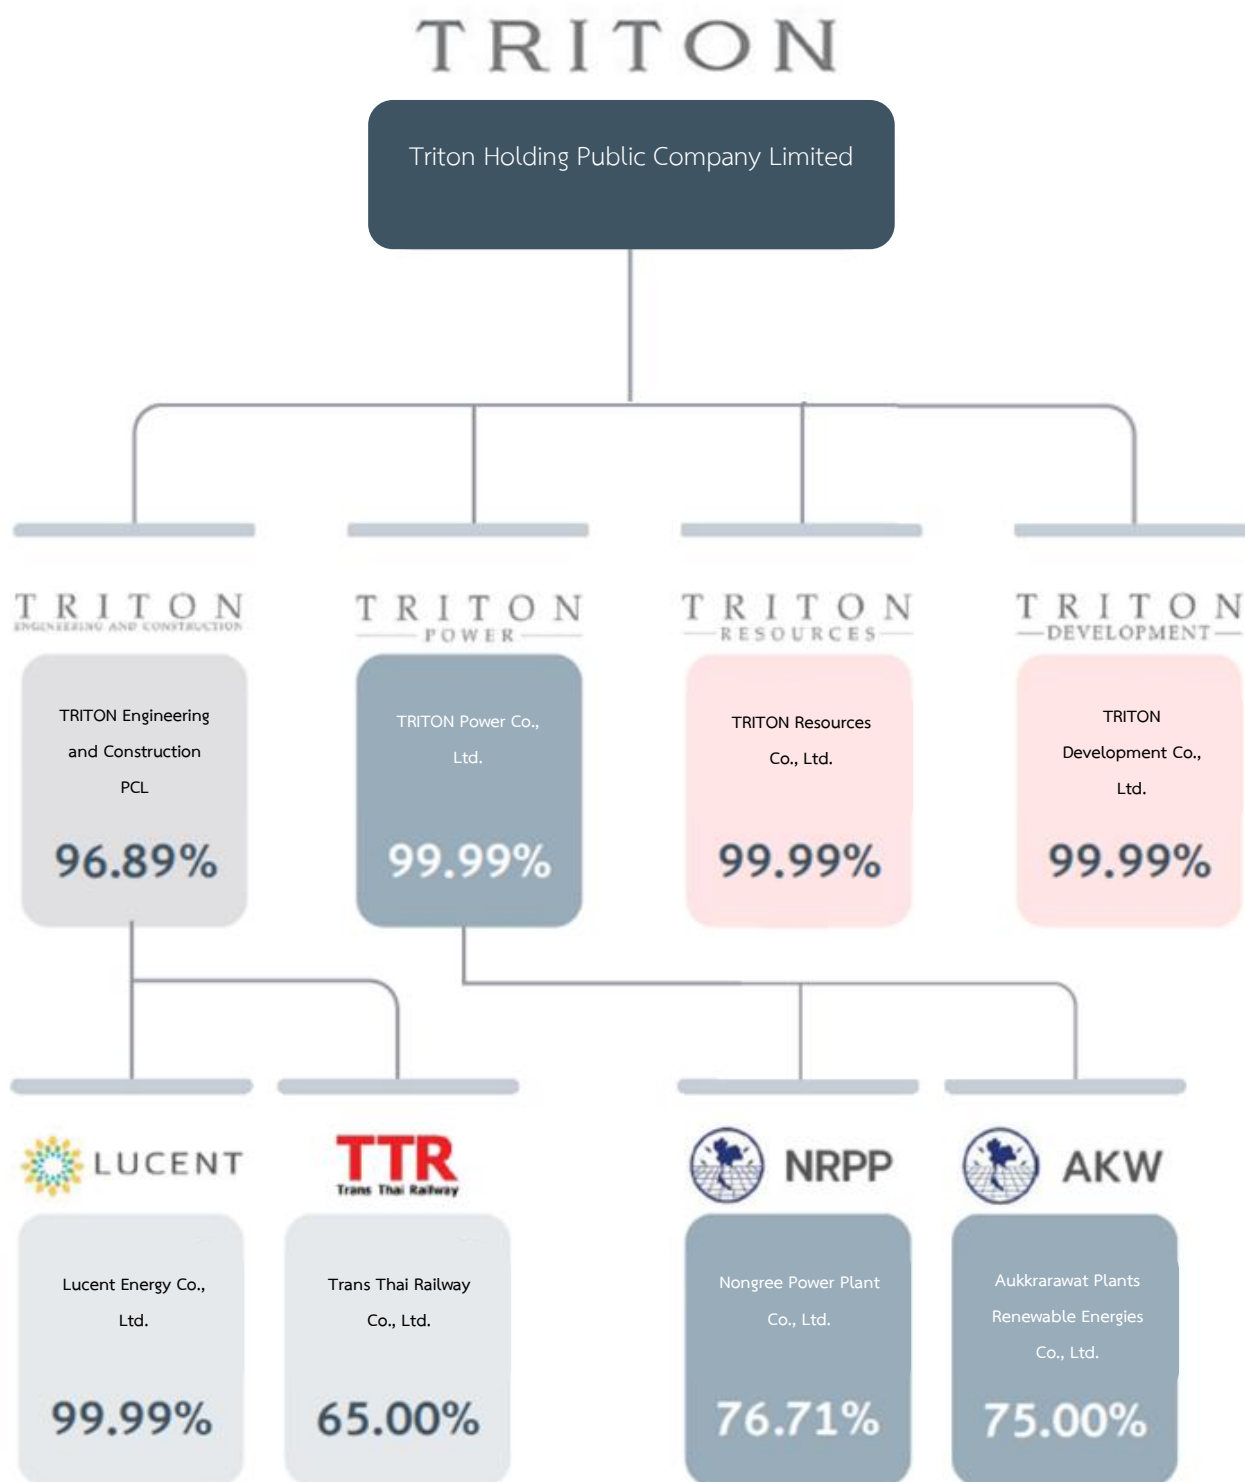 TRITON
Triton Holding Public Company Limited
TRITON
ENGINEERING AND CONSTRUCTION
TRITON
POWER
TRITON
RESOURCES
TRITON
DEVELOPMENT
TRITON Engineering
and Construction
PCL
96.89%
TRITON Power Co.,
Ltd.
99.99%
TRITON Resources
Co., Ltd.
99.99%
TRITON
Development Co.,
Ltd.
99.99%
LUCENT
TTR
Trans Thai Railway
NRPP
AKW
Lucent Energy Co.,
Ltd.
99.99%
Trans Thai Railway
Co., Ltd.
65.00%
Nongree Power Plant
Co., Ltd.
76.71%
Aukkrarawat Plants
Renewable Energies
Co., Ltd.
75.00%